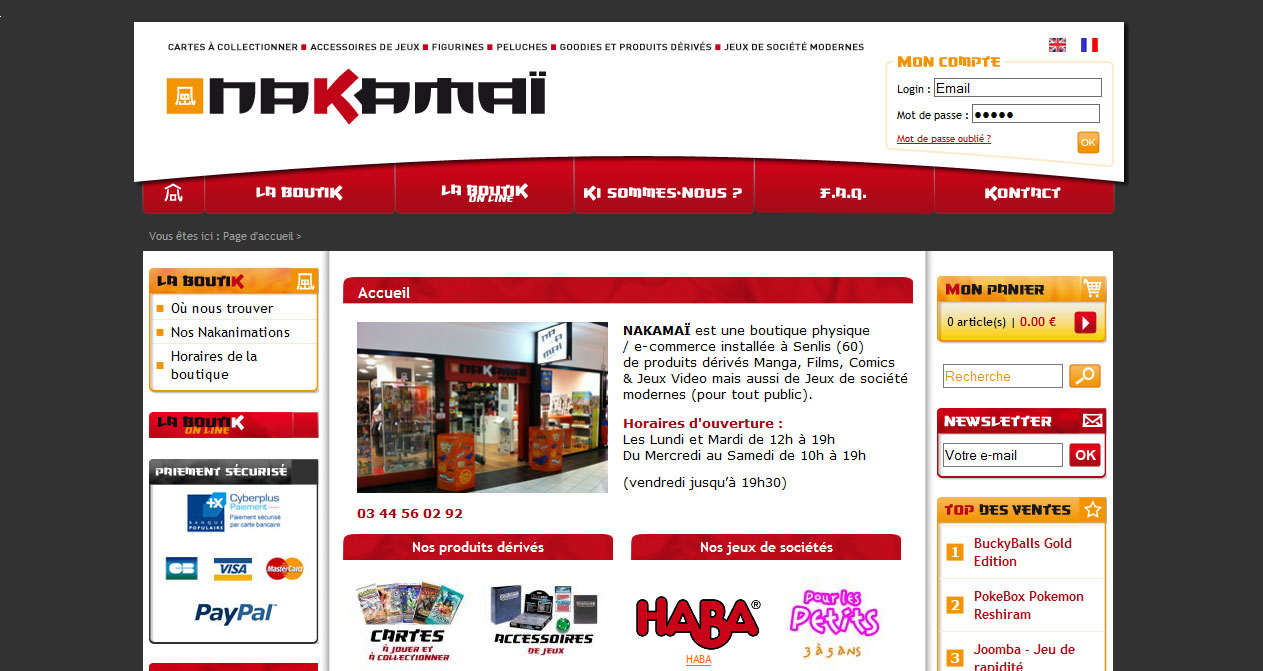 CARTES À COLLECTIONNER ■ ACCESSOIRES DE JEUX ■ FIGURINES ■ PELUCHES ■ GOODIES ET PRODUITS DÉRIVÉS ■ JEUX DE SOCIÉTÉ MODERNES
NAKAMAÏ
MON COMPTE
Login : Email
Mot de passe : ●●●●●
Mot de passe oublié ?
OK
LA BOUTIK
LA BOUTIK
ON LINE
KI SOMMES-NOUS ?
F.A.Q.
KONTACT
Vous êtes ici : Page d'accueil >
LA BOUTIK
Où nous trouver
Nos Nakanimations
Horaires de la
boutique
LA BOUTIK
ON LINE
PAIEMENT SÉCURISÉ
Cyberplus
Paiement
Paiement sécurisé
par carte bancaire
BANQUE
POPULAIRE
CB
VISA
MasterCard
PayPal
Accueil
NAKAMAÏ
NAKAMAÏ est une boutique physique
/ e-commerce installée à Senlis (60)
de produits dérivés Manga, Films, Comics
& Jeux Video mais aussi de Jeux de société
modernes (pour tout public).
Horaires d'ouverture :
Les Lundi et Mardi de 12h à 19h
Du Mercredi au Samedi de 10h à 19h
(vendredi jusqu'à 19h30)
03 44 56 02 92
Nos produits dérivés
CARTES
À JOUER ET
À COLLECTIONNER
ACCESSOIRES
DE JEUX
Nos jeux de sociétés
HABA®
HABA
Pour les
Petits
3 à 5 ANS
MON PANIER
0 article(s) | 0.00 €
Recherche
NEWSLETTER
Votre e-mail
OK
TOP DES VENTES
1
BuckyBalls Gold
Edition
2
PokeBox Pokemon
Reshiram
3
Joomba - Jeu de
rapidité